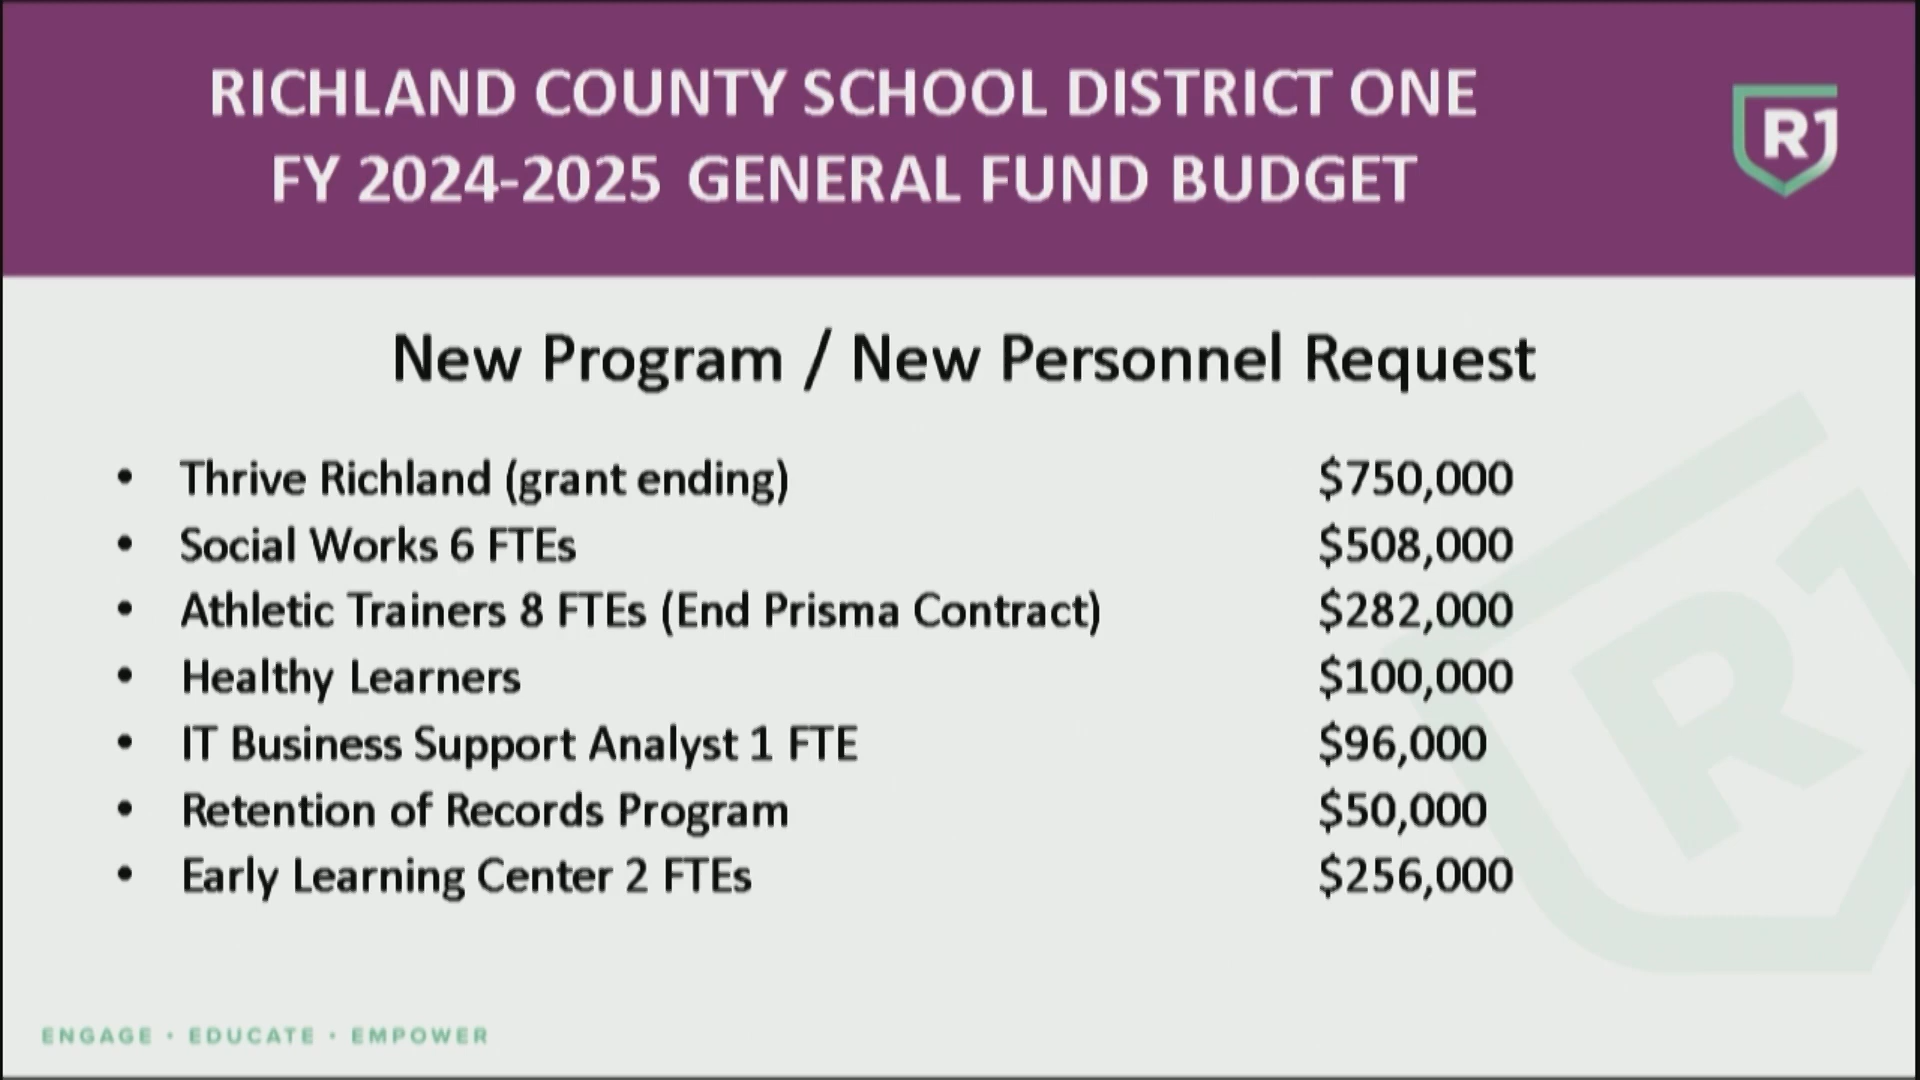 RICHLAND COUNTY SCHOOL DISTRICT ONE
FY 2024-2025 GENERAL FUND BUDGET
R1
New Program / New Personnel Request
• Thrive Richland (grant ending) $750,000
• Social Works 6 FTEs $508,000
• Athletic Trainers 8 FTEs (End Prisma Contract) $282,000
• Healthy Learners $100,000
• IT Business Support Analyst 1 FTE $96,000
• Retention of Records Program $50,000
• Early Learning Center 2 FTEs $256,000
R1
ENGAGE • EDUCATE • EMPOWER